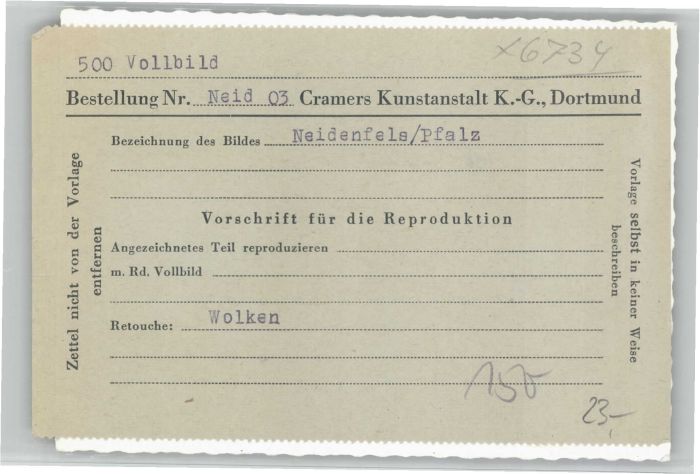 x6734
500 Vollbild
Bestellung Nr. Neid 03 Cramers Kunstanstalt K.-G., Dortmund
Bezeichnung des Bildes Neidenfels/Pfalz
Vorschrift für die Reproduktion
Angezeichnetes Teil reproduzieren
m. Rd. Vollbild
Retouche: Wolken
150
23,-
Zettel nicht von der Vorlage
entfernen
Vorlage selbst in keiner Weise
beschreiben